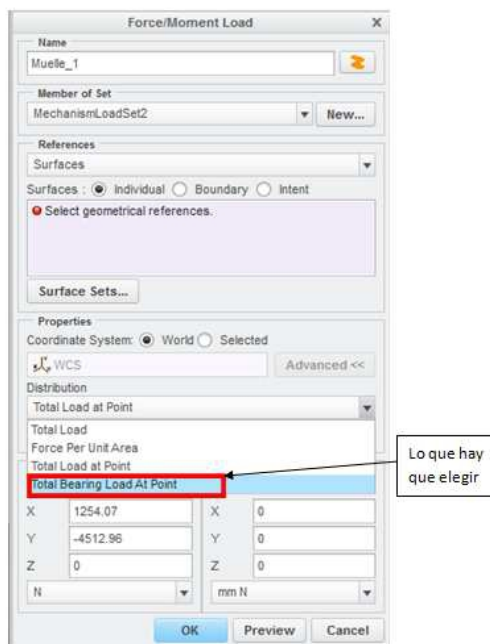 Force/Moment Load
Name
Muelle_1
Member of Set
MechanismLoadSet2
New...
References
Surfaces
Surfaces : Individual Boundary Intent
Select geometrical references.
Surface Sets...
Properties
Coordinate System: World Selected
WCS
Advanced <<
Distribution
Total Load at Point
Total Load
Force Per Unit Area
Total Load at Point
Total Bearing Load At Point
Lo que hay
que elegir
X 1254.07 X 0
Y -4512.96 Y 0
Z 0 Z 0
N mm N
OK Preview Cancel